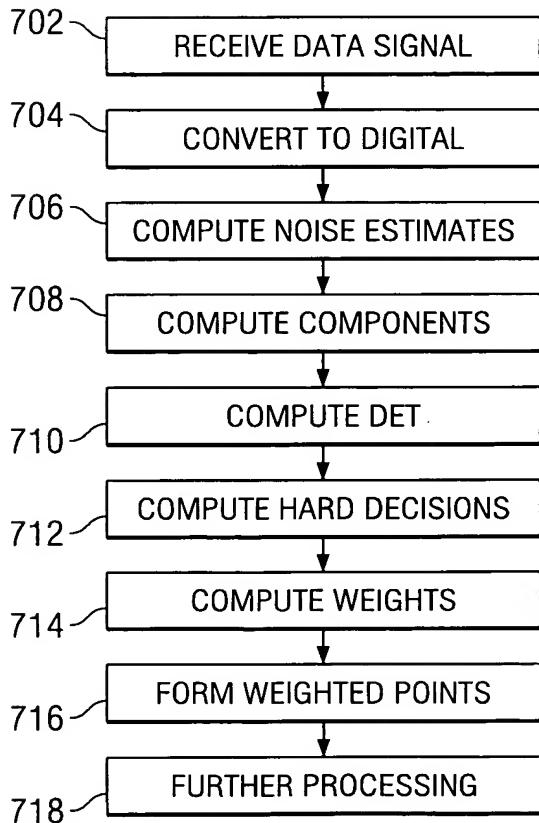 702
RECEIVE DATA SIGNAL
704
CONVERT TO DIGITAL
706
COMPUTE NOISE ESTIMATES
708
COMPUTE COMPONENTS
COMPUTE DET
710
COMPUTE HARD DECISIONS
712
COMPUTE WEIGHTS
714
FORM WEIGHTED POINTS
716
FURTHER PROCESSING
718